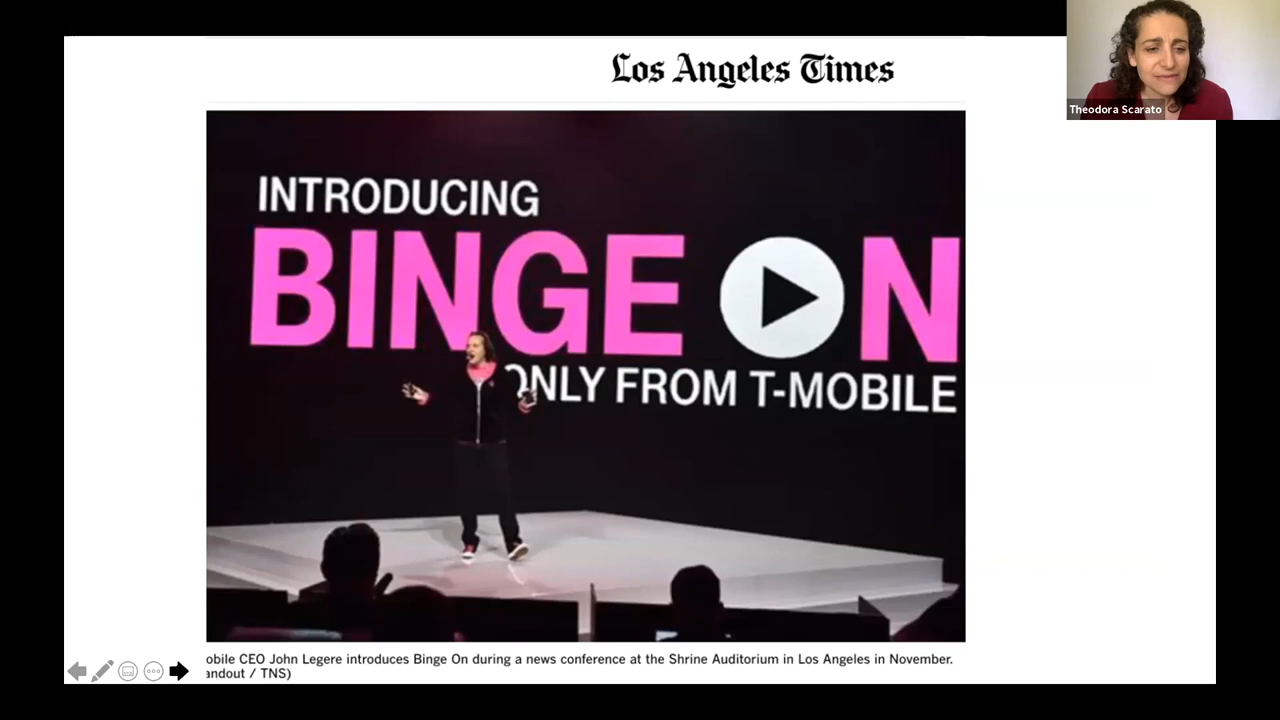 Los Angeles Times
Theodora Scarato
INTRODUCING
BINGE ON
ONLY FROM T-MOBILE
obile CEO John Legere introduces Binge On during a news conference at the Shrine Auditorium in Los Angeles in November.
andout / TNS)